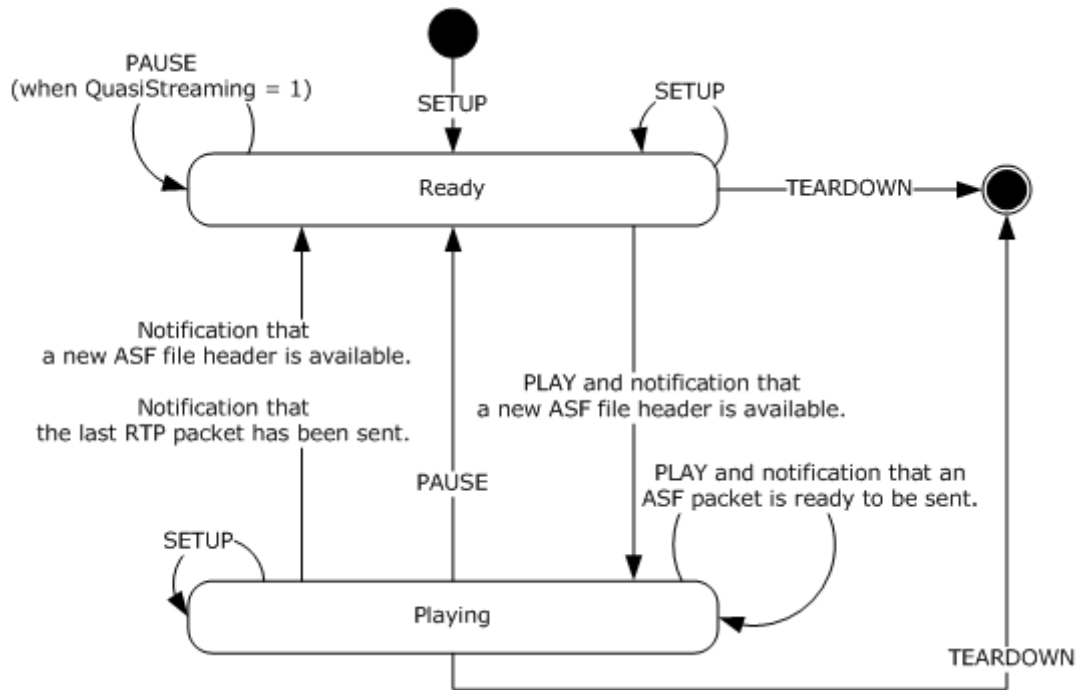 PAUSE
(when QuasiStreaming = 1)
SETUP
SETUP
Ready
TEARDOWN
Notification that
a new ASF file header is available.
Notification that
the last RTP packet has been sent.
PLAY and notification that
a new ASF file header is available.
PAUSE
PLAY and notification that an
ASF packet is ready to be sent.
SETUP
Playing
TEARDOWN